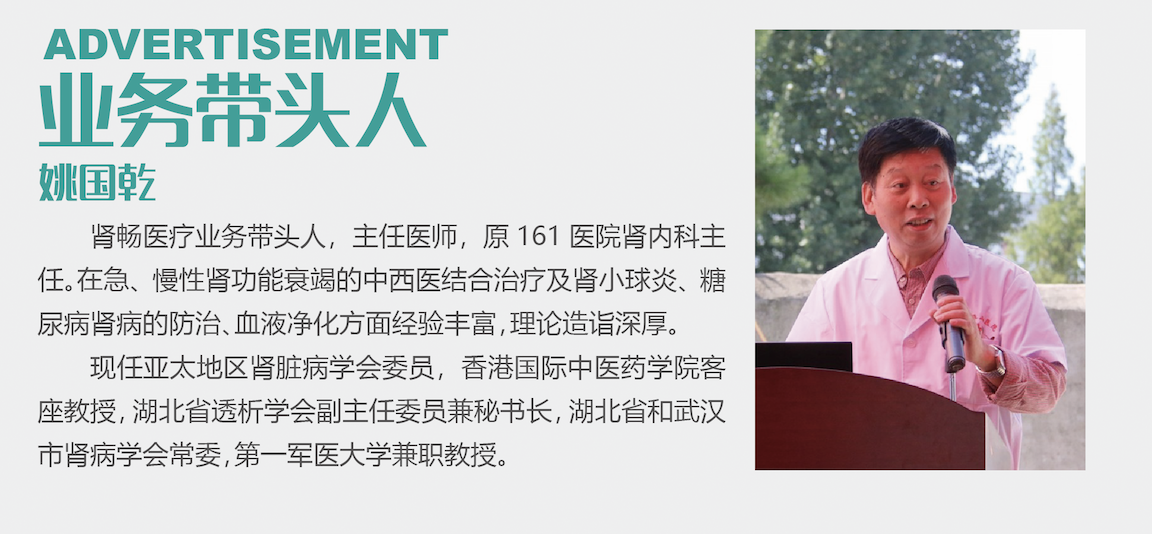 ADVERTISEMENT
业务带头人
姚国乾
肾畅医疗业务带头人，主任医师，原 161 医院肾内科主
任。在急、慢性肾功能衰竭的中西医结合治疗及肾小球炎、糖
尿病肾病的防治、血液净化方面经验丰富，理论造诣深厚。
现任亚太地区肾脏病学会委员，香港国际中医药学院客
座教授，湖北省透析学会副主任委员兼秘书长，湖北省和武汉
市肾病学会常委，第一军医大学兼职教授。